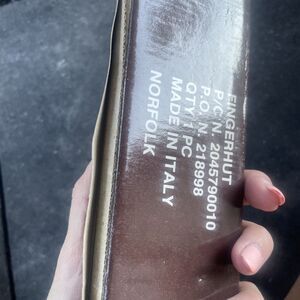 FINGERHUT
P/C N. 2045790010
P.O. N. 218998
QTY 1 PC
MADE IN ITALY
NORFOLK